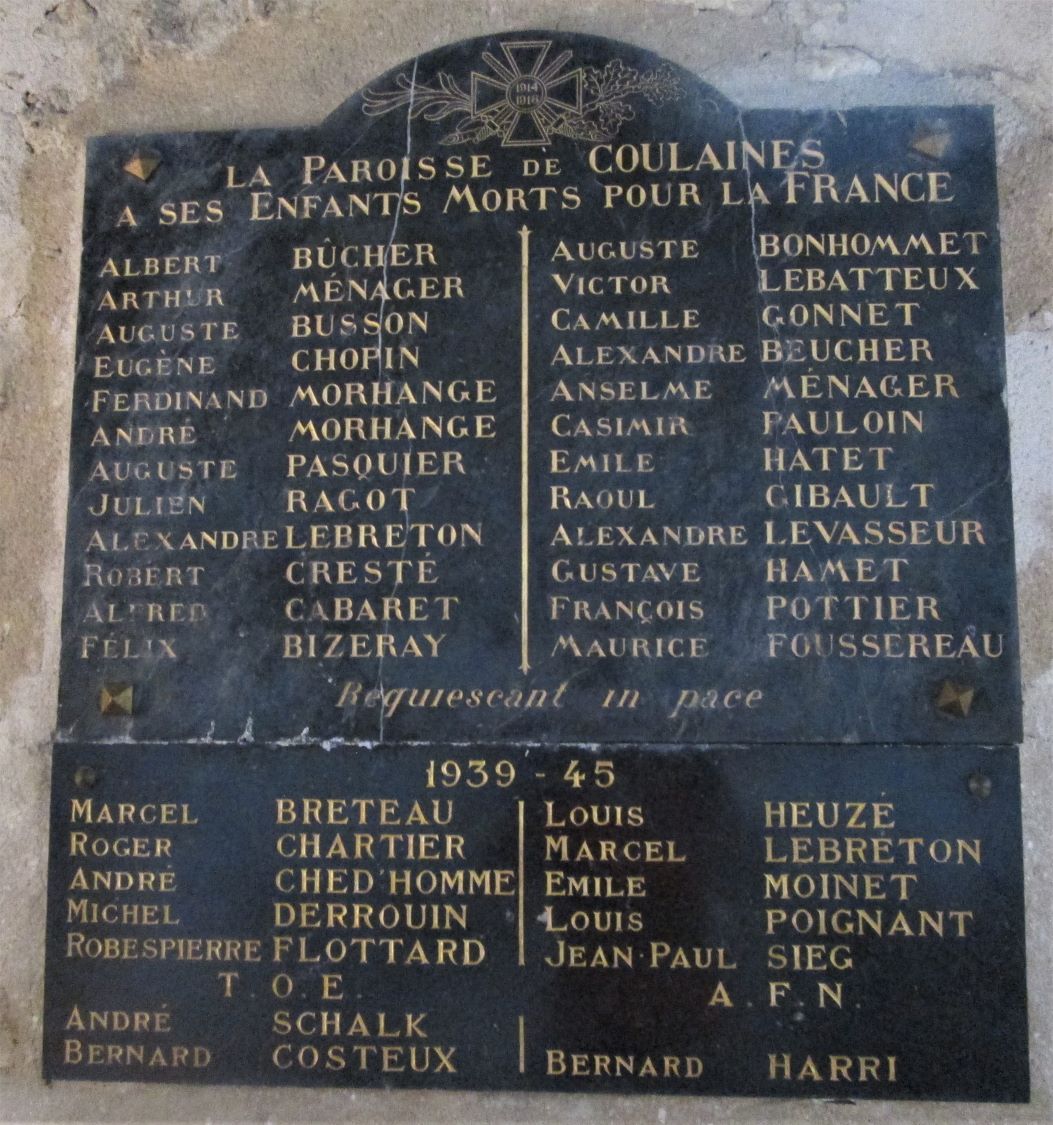 1914
1918
LA PAROISSE DE COULAINES
A SES ENFANTS MORTS POUR LA FRANCE
ALBERT BÛCHER
ARTHUR MÉNAGER
AUGUSTE BUSSON
EUGÈNE CHOPIN
FERDINAND MORHANGE
ANDRÉ MORHANGE
AUGUSTE PASQUIER
JULIEN RAGOT
ALEXANDRE LEBRETON
ROBERT CRESTÉ
ALFRED CABARET
FÉLIX BIZERAY
AUGUSTE BONHOMMET
VICTOR LEBATTEUX
CAMILLE GONNET
ALEXANDRE BEUCHER
ANSELME MÉNAGER
CASIMIR PAULOIN
EMILE HATET
RAOUL GIBAULT
ALEXANDRE LEVASSEUR
GUSTAVE HAMET
FRANÇOIS POTTIER
MAURICE FOUSSEREAU
Requiescant in pace
1939 - 45
MARCEL BRETEAU
ROGER CHARTIER
ANDRÉ CHED'HOMME
MICHEL DERROUIN
ROBESPIERRE FLOTTARD
LOUIS HEUZÉ
MARCEL LEBRETON
EMILE MOINET
LOUIS POIGNANT
JEAN-PAUL SIEG
T. O. E.
ANDRÉ SCHALK
BERNARD COSTEUX
A. F. N.
BERNARD HARRI